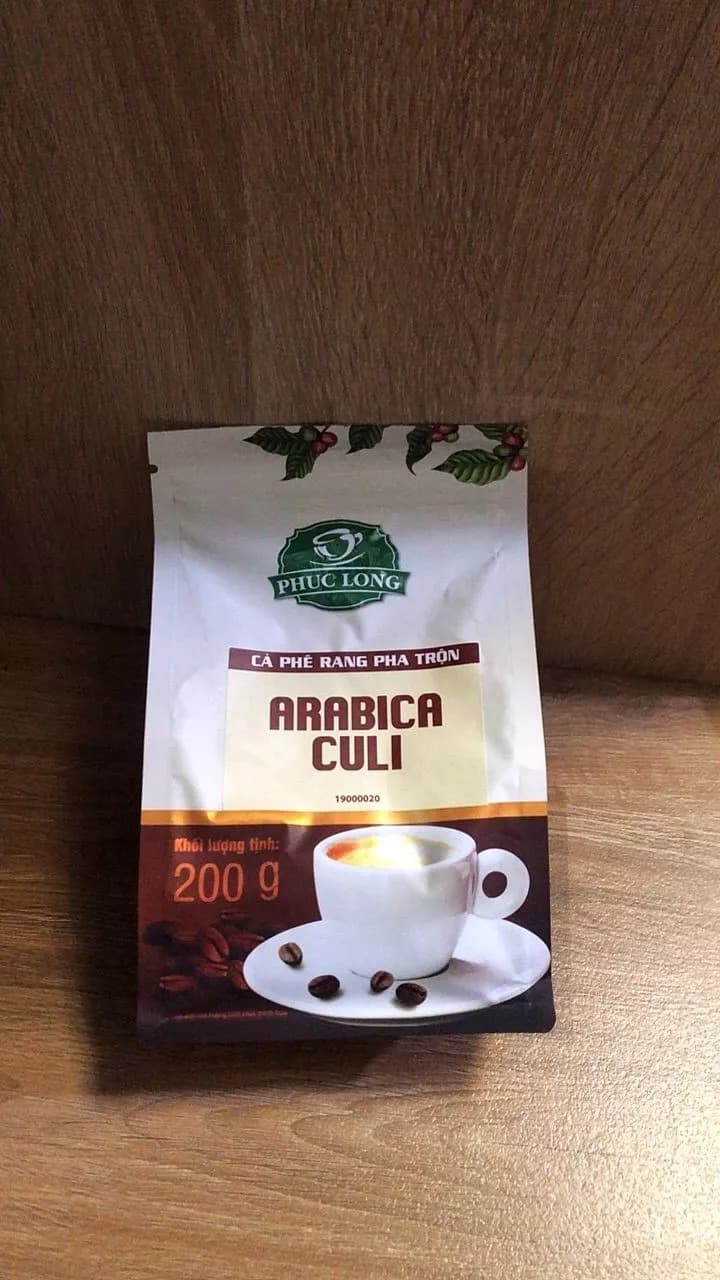 PHUC LONG
CÀ PHÊ RANG PHA TRỘN
ARABICA
CULI
19000020
Khối lượng tịnh:
200 g